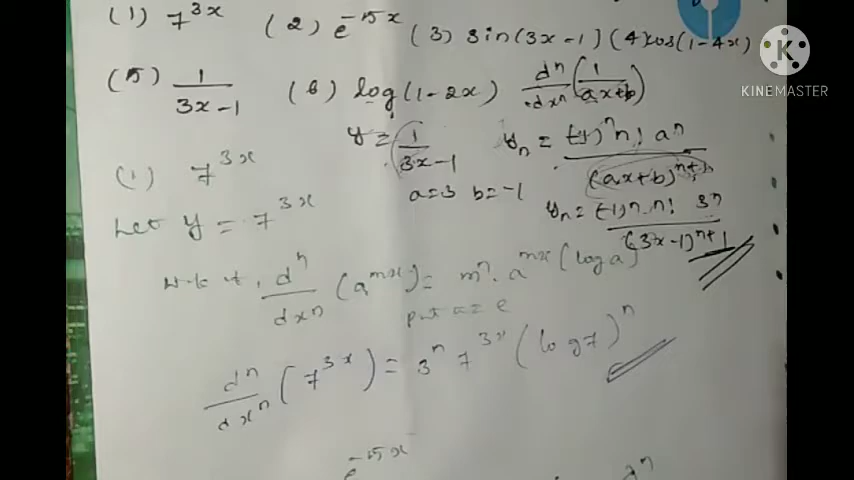 (1) 7^3x (2) e^-15x (3) sin(3x-1) (4) cos(1-4x)
(5) 1/(3x-1) (6) log(1-2x) d^n/dx^n (1/(ax+b))
y = (1/(3x-1) y_n = (-1)^n n! a^n / (ax+b)^n+1
(1) 7^3x a=3 b=-1
Let y = 7^3x y_n = (-1)^n n! 3^n / (3x-1)^n+1
W.k.t, d^n/dx^n (a^mx) = m^n. a^mx (log a)^n
put a = e
d^n/dx^n (7^3x) = 3^n 7^3x (log 7)^n
e^-15x
d^n
K
KINEMASTER